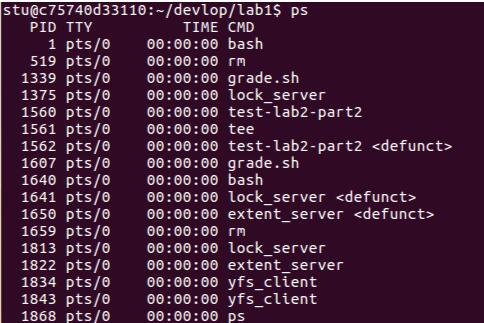 stu@c75740d33110:~/devlop/lab1$ ps
PID TTY TIME CMD
1 pts/0 00:00:00 bash
519 pts/0 00:00:00 rm
1339 pts/0 00:00:00 grade.sh
1375 pts/0 00:00:00 lock_server
1560 pts/0 00:00:00 test-lab2-part2
1561 pts/0 00:00:00 tee
1562 pts/0 00:00:00 test-lab2-part2 <defunct>
1607 pts/0 00:00:00 grade.sh
1640 pts/0 00:00:00 bash
1641 pts/0 00:00:00 lock_server <defunct>
1650 pts/0 00:00:00 extent_server <defunct>
1659 pts/0 00:00:00 rm
1813 pts/0 00:00:00 lock_server
1822 pts/0 00:00:00 extent_server
1834 pts/0 00:00:00 yfs_client
1843 pts/0 00:00:00 yfs_client
1868 pts/0 00:00:00 ps